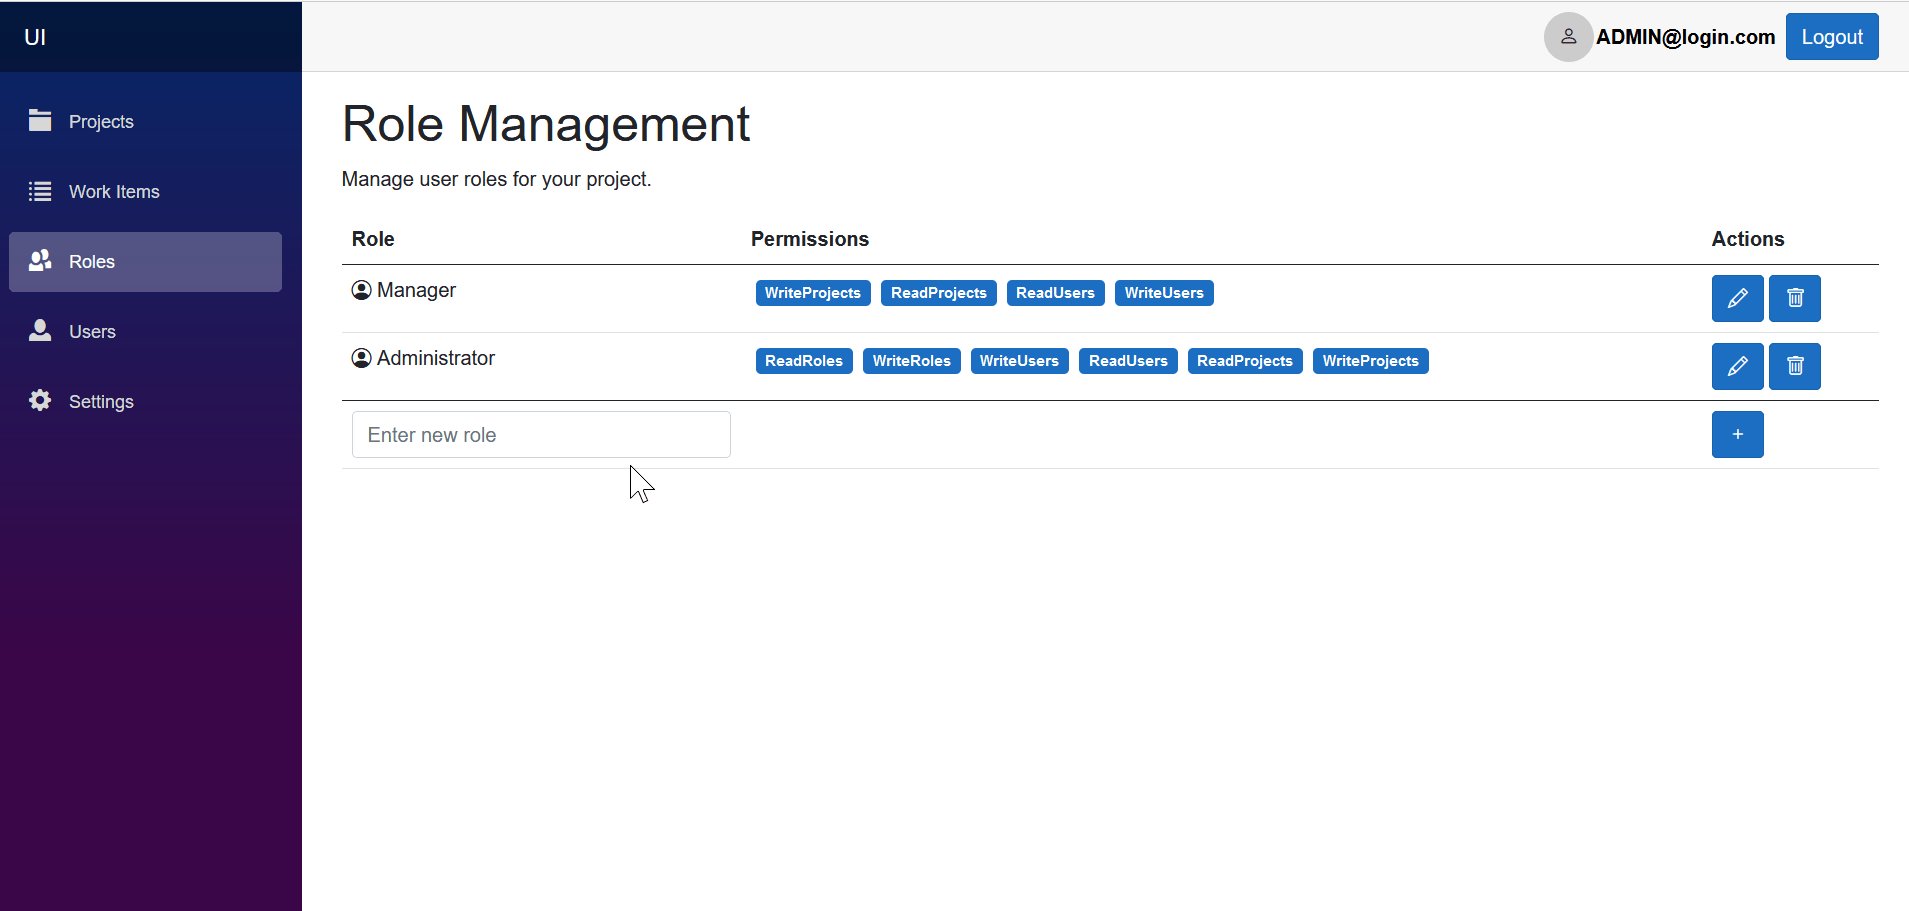 UI
ADMIN@login.com Logout
Projects
Work Items
Roles
Users
Settings
Role Management
Manage user roles for your project.
Role Permissions Actions
Manager WriteProjects ReadProjects ReadUsers WriteUsers
Administrator ReadRoles WriteRoles WriteUsers ReadUsers ReadProjects WriteProjects
Enter new role +